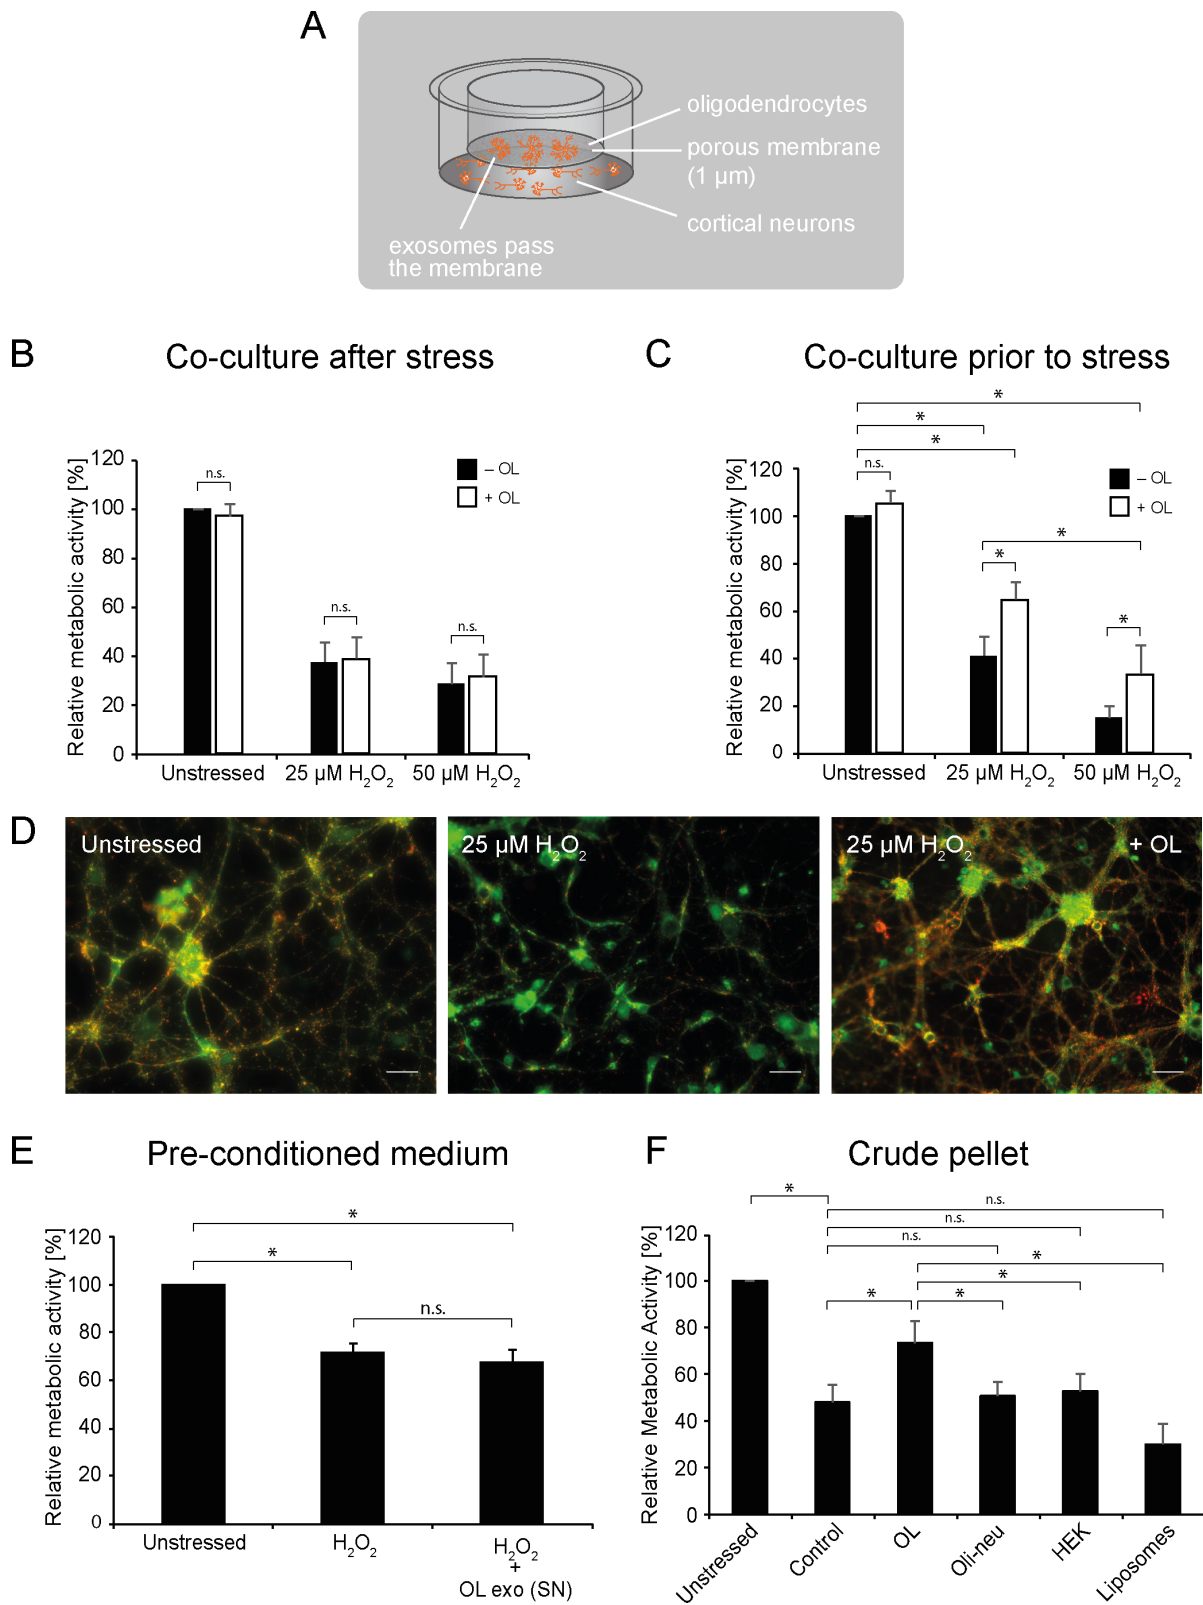 A
oligodendrocytes
porous membrane
(1 µm)
cortical neurons
exosomes pass
the membrane
B
Co-culture after stress
Relative metabolic activity [%]
120
100
80
60
40
20
0
n.s.
n.s.
n.s.
– OL
+ OL
Unstressed
25 µM H₂O₂
50 µM H₂O₂
C
Co-culture prior to stress
Relative metabolic activity [%]
120
100
80
60
40
20
0
*
*
*
n.s.
*
*
*
– OL
+ OL
Unstressed
25 µM H₂O₂
50 µM H₂O₂
D
Unstressed
25 µM H₂O₂
25 µM H₂O₂ + OL
E
Pre-conditioned medium
Relative metabolic activity [%]
120
100
80
60
40
20
0
*
*
n.s.
Unstressed
H₂O₂
H₂O₂
+
OL exo (SN)
F
Crude pellet
Relative Metabolic Activity [%]
120
100
80
60
40
20
0
*
n.s.
n.s.
n.s.
*
*
*
*
Unstressed
Control
OL
Oli-neu
HEK
Liposomes